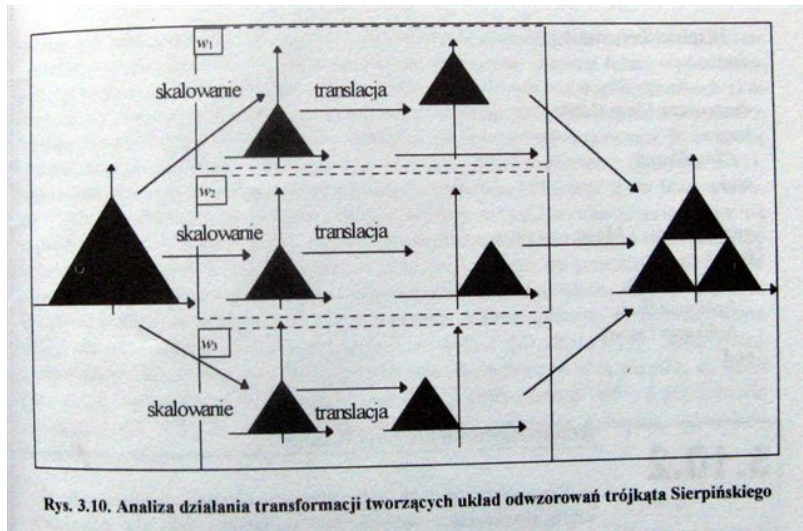 w1
skalowanie translacja
w2
skalowanie translacja
w3
skalowanie translacja
Rys. 3.10. Analiza działania transformacji tworzących układ odwzorowań trójkąta Sierpińskiego